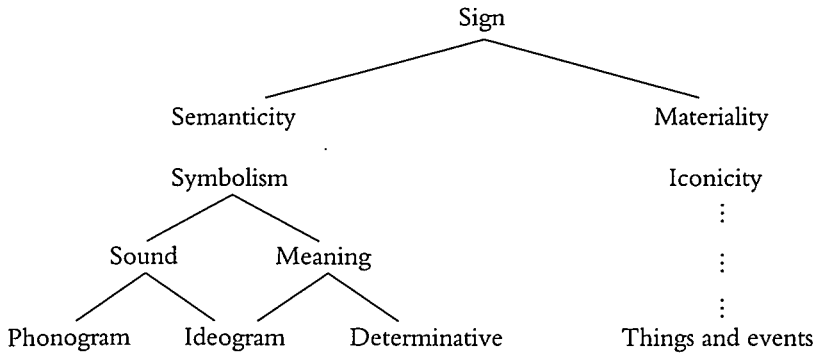 Sign
Semanticity Materiality
Symbolism Iconicity
Sound Meaning
Phonogram Ideogram Determinative Things and events